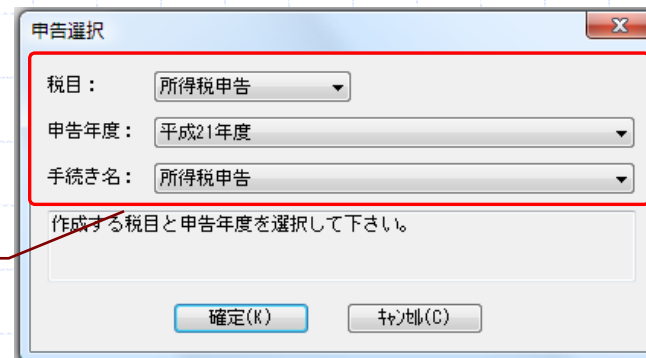 申告選択
税目： 所得税申告
申告年度： 平成21年度
手続き名： 所得税申告
作成する税目と申告年度を選択して下さい。
確定(K) ｷｬﾝｾﾙ(C)